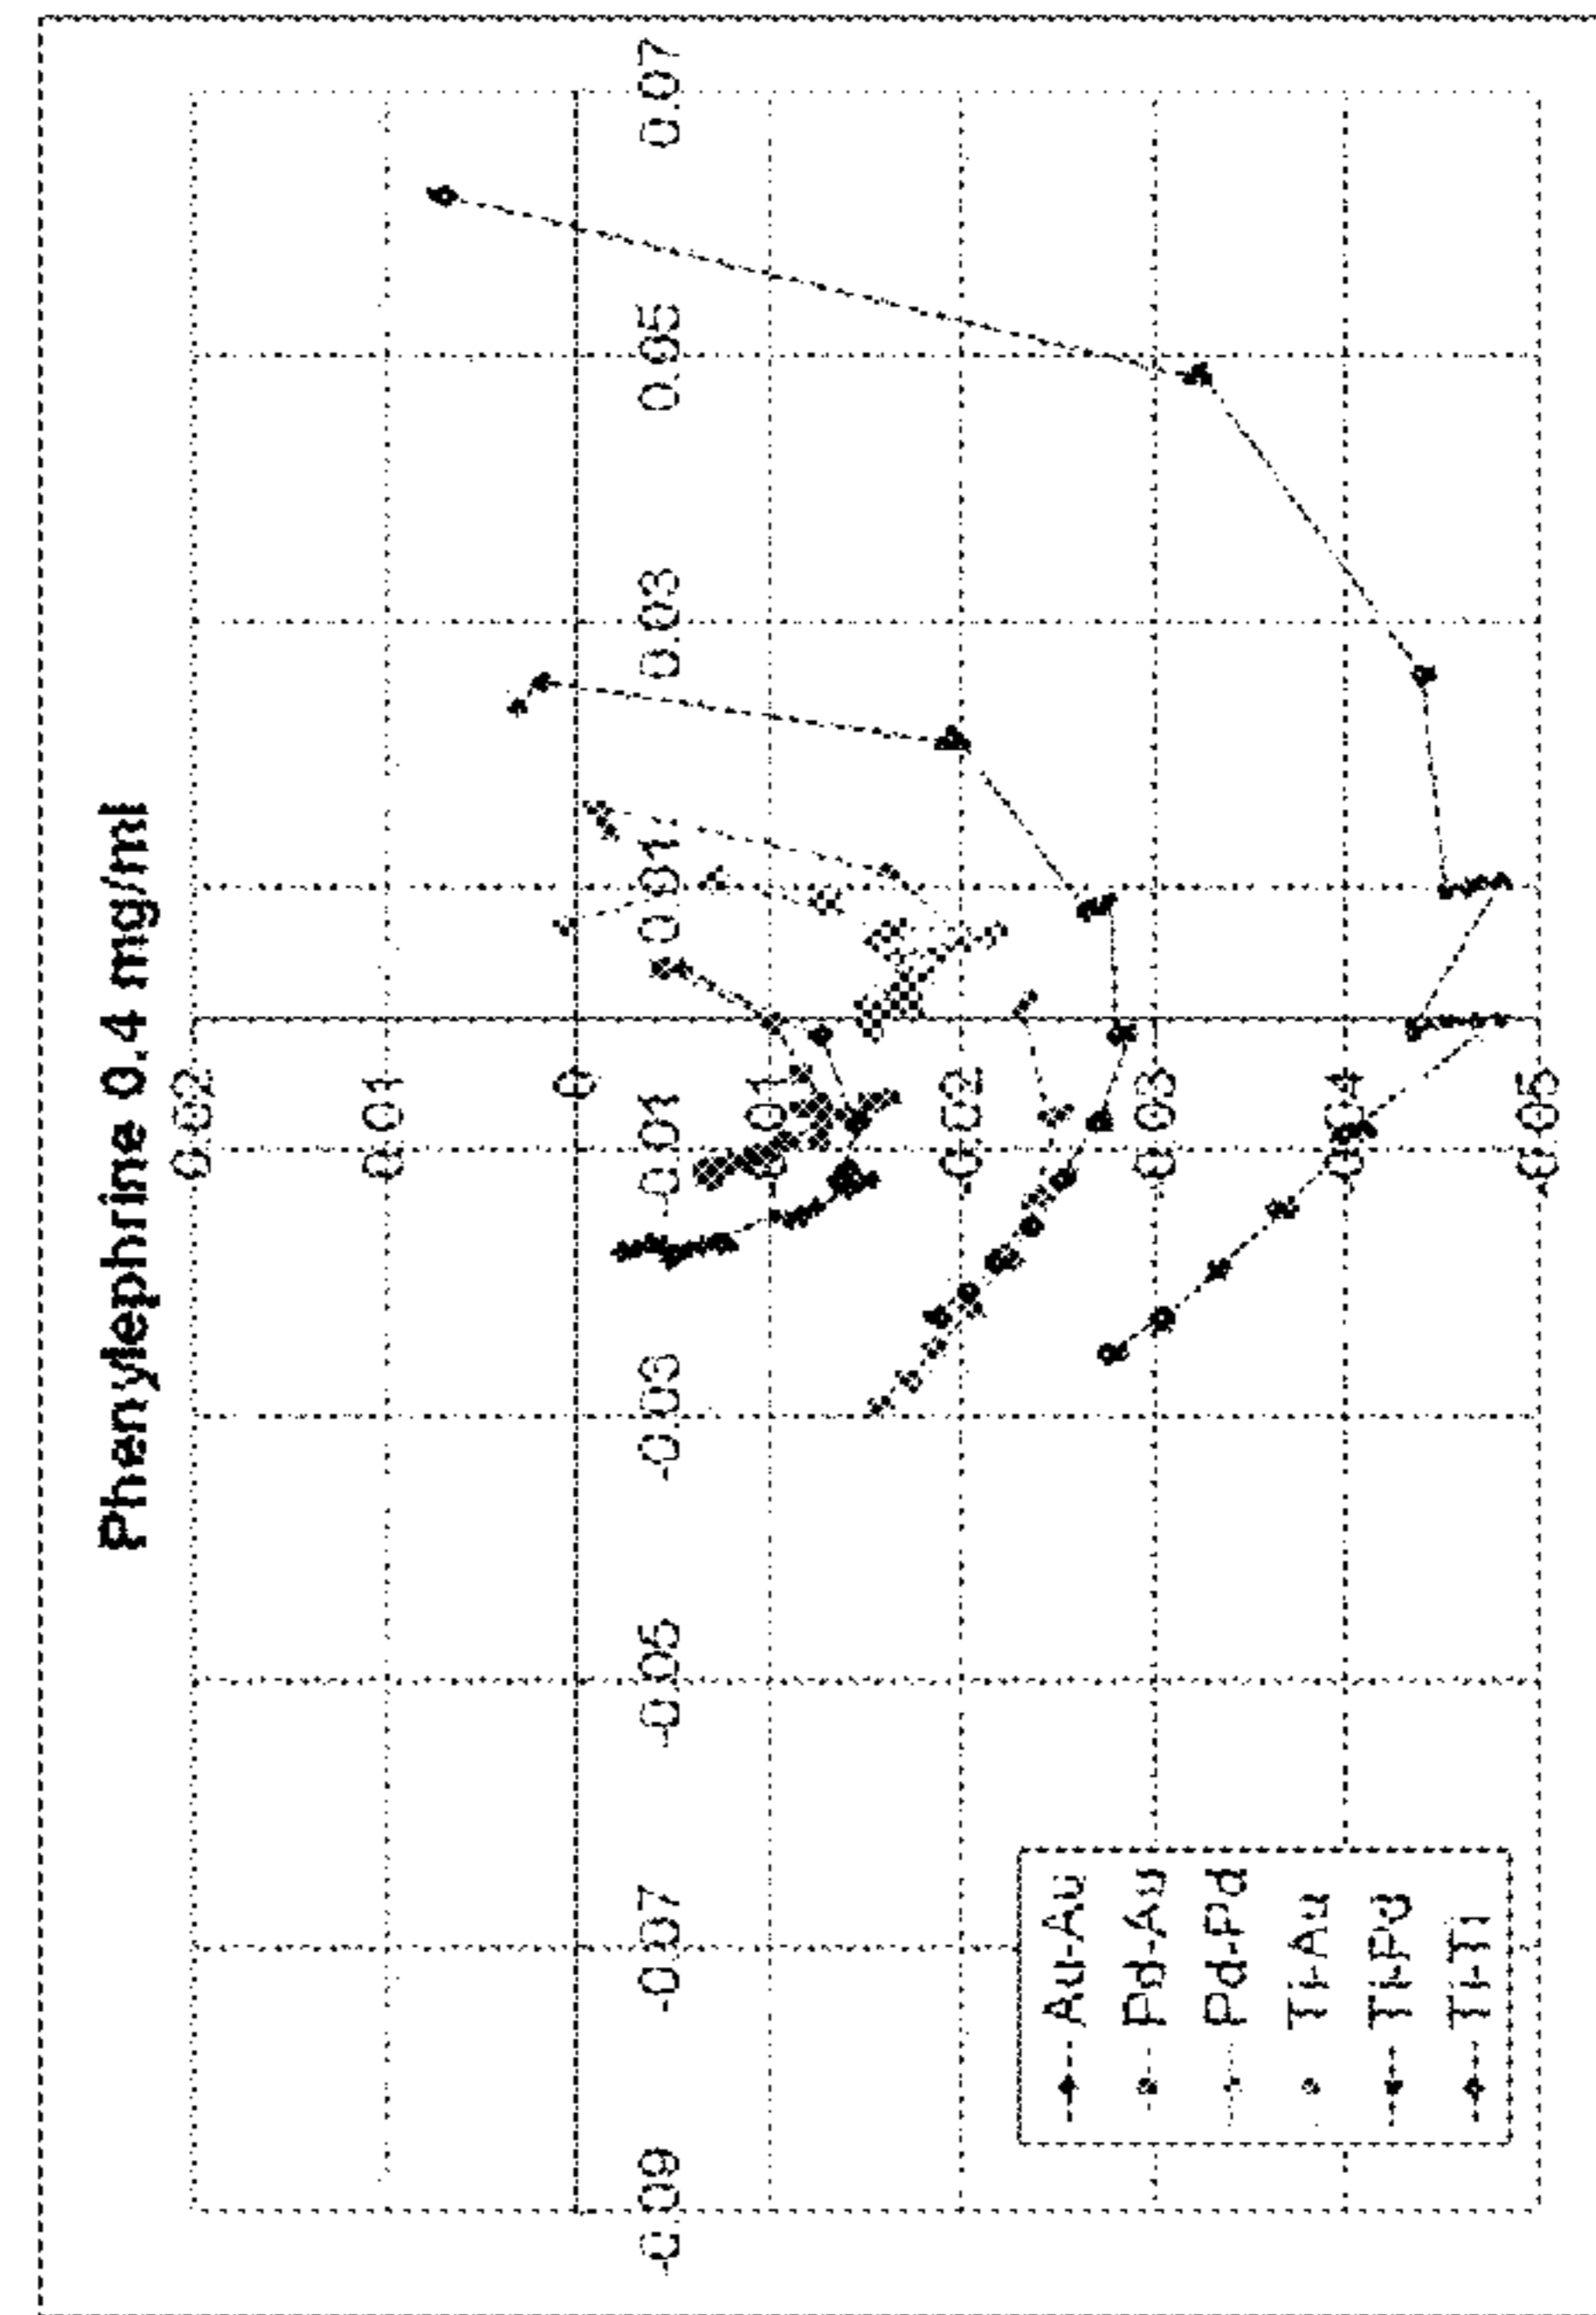 Phenylephrine 0.4 mg/ml
0.02
0.01
0
-0.09 -0.07 -0.05 -0.03 -0.01 0.01 0.03 0.05 0.07
-0.01
-0.02
-0.03
-0.04
-0.05
Au-Au
Pd-Au
Pd-Pd
Ti-Au
Ti-Pd
Ti-Ti